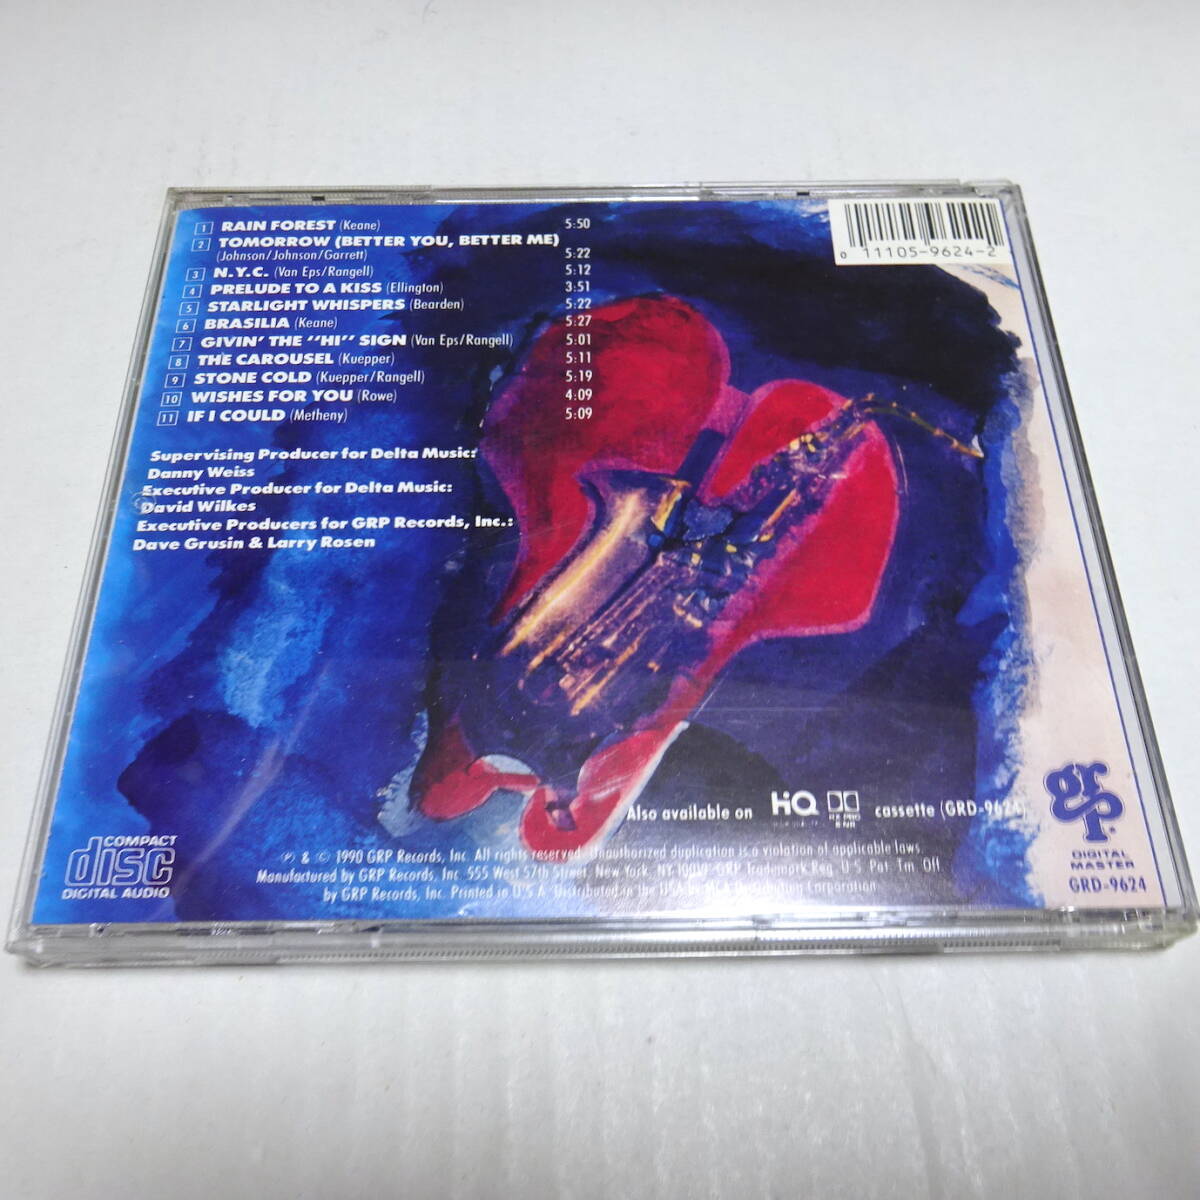 1 RAIN FOREST (Keane) 5:50
2 TOMORROW (BETTER YOU, BETTER ME)
(Johnson/Johnson/Garrett) 5:22
3 N.Y.C. (Van Eps/Rangell) 5:12
4 PRELUDE TO A KISS (Ellington) 3:51
5 STARLIGHT WHISPERS (Bearden) 5:22
6 BRASILIA (Keane) 5:27
7 GIVIN' THE "HI" SIGN (Van Eps/Rangell) 5:01
8 THE CAROUSEL (Kuepper) 5:11
9 STONE COLD (Kuepper/Rangell) 5:19
10 WISHES FOR YOU (Rowe) 4:09
11 IF I COULD (Metheny) 5:09
Supervising Producer for Delta Music:
Danny Weiss
Executive Producer for Delta Music:
David Wilkes
Executive Producers for GRP Records, Inc.:
Dave Grusin & Larry Rosen
0 11105-9624-2
Also available on HiQ cassette (GRD-9624)
COMPACT
disc
DIGITAL AUDIO
℗ & © 1990 GRP Records, Inc. All rights reserved. Unauthorized duplication is a violation of applicable laws.
Manufactured by GRP Records, Inc. 555 West 57th Street, New York, NY 10019. GRP Trademark Reg. U.S. Pat. Tm. Off.
by GRP Records, Inc. Printed in U.S.A. Distributed in the USA by MCA Distributing Corporation
grp
DIGITAL
MASTER
GRD-9624